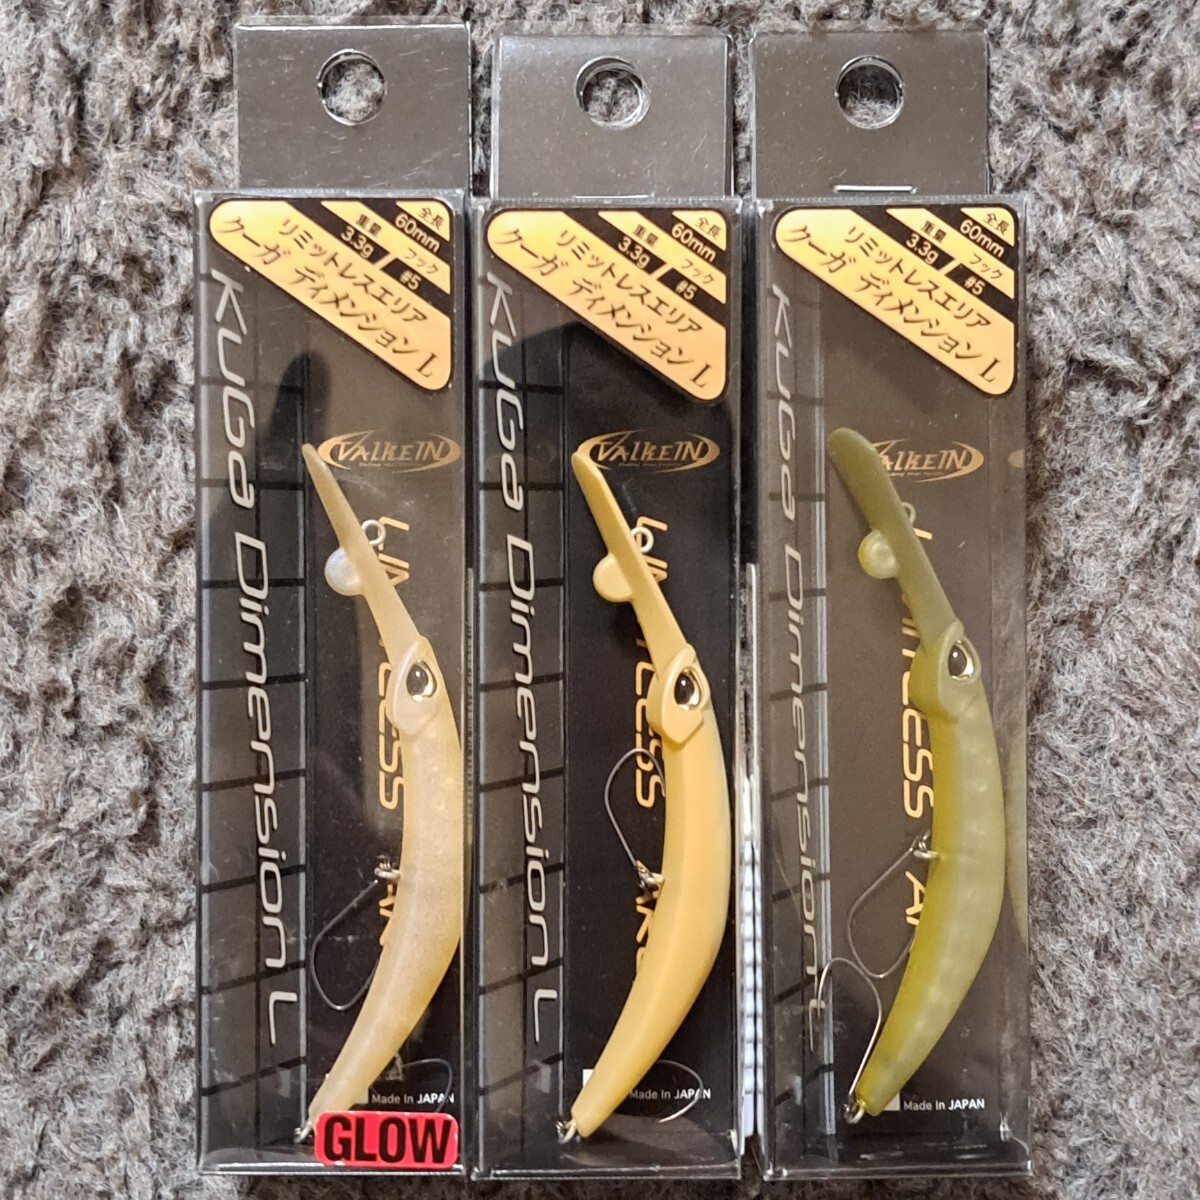 全長
60mm
重量
3.3g
フック
#5
リミットレスエリア
クーガ ディメンション L
KUGa Dimension L
VALKEIN
Made in JAPAN
GLOW
全長
60mm
重量
3.3g
フック
#5
リミットレスエリア
クーガ ディメンション L
KUGa Dimension L
VALKEIN
Made in JAPAN
全長
60mm
重量
3.3g
フック
#5
リミットレスエリア
クーガ ディメンション L
KUGa Dimension L
VALKEIN
Made in JAPAN